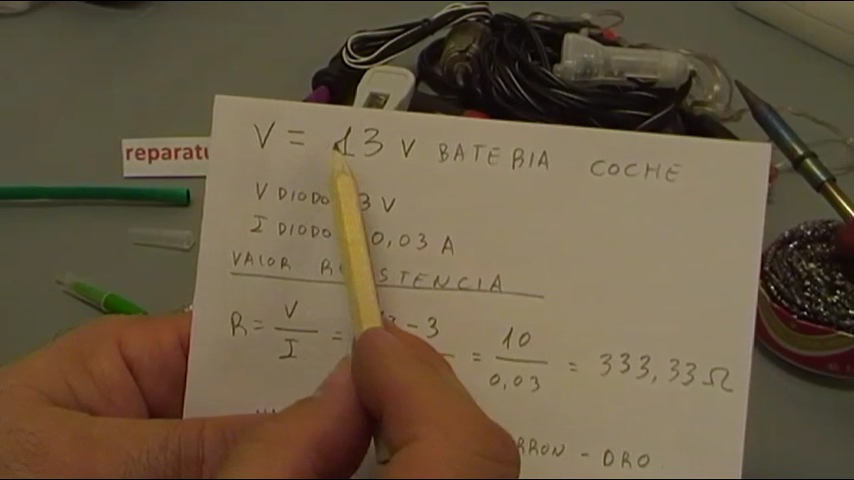 V = 13 V BATERIA COCHE
reparatu
V DIODO 3 V
I DIODO 0,03 A
VALOR R STENCIA
R = V / I = 13 - 3 = 10 / 0,03 = 333,33 Ω
RRON - ORO